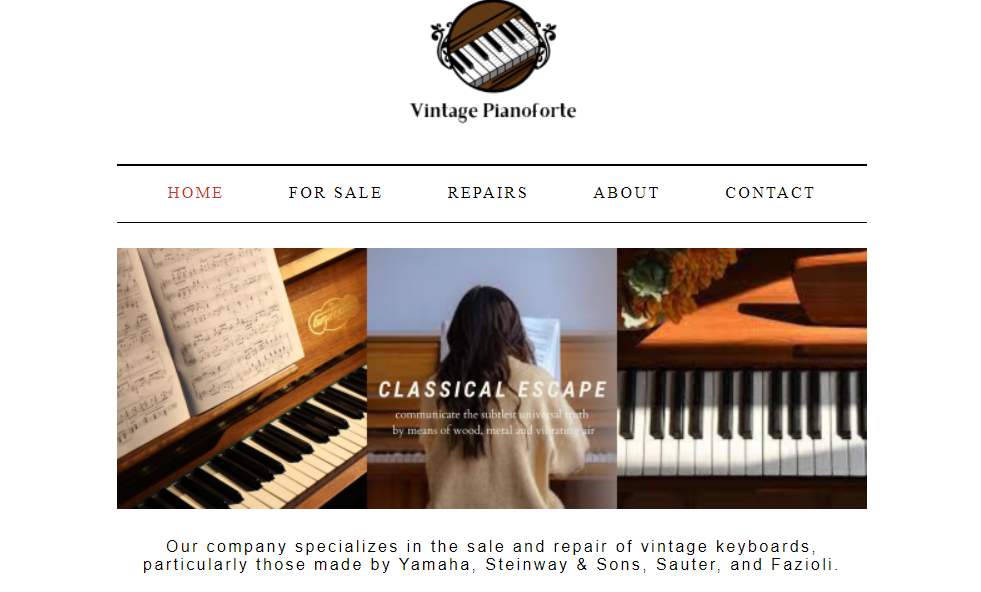 Vintage Pianoforte
HOME FOR SALE REPAIRS ABOUT CONTACT
CLASSICAL ESCAPE
communicate the subtlest universal truth
by means of wood, metal and vibrating air
Our company specializes in the sale and repair of vintage keyboards,
particularly those made by Yamaha, Steinway & Sons, Sauter, and Fazioli.